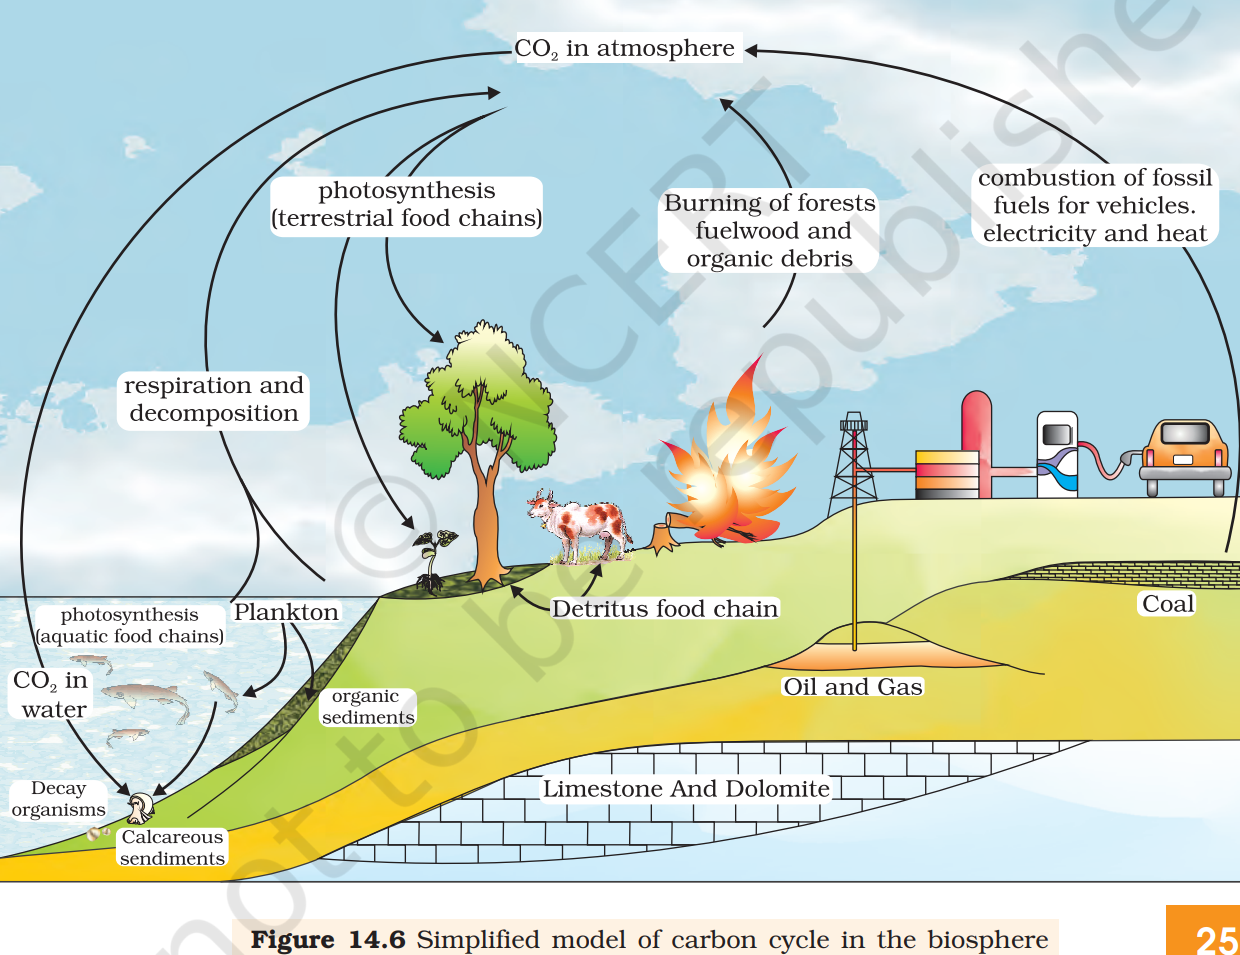 CO₂ in atmosphere
photosynthesis
(terrestrial food chains)
Burning of forests
fuelwood and
organic debris
combustion of fossil
fuels for vehicles.
electricity and heat
respiration and
decomposition
photosynthesis
(aquatic food chains)
Plankton
Detritus food chain
Coal
CO₂ in
water
organic
sediments
Oil and Gas
Decay
organisms
Limestone And Dolomite
Calcareous
sendiments
© NCERT
not to be republishe
Figure 14.6 Simplified model of carbon cycle in the biosphere
25